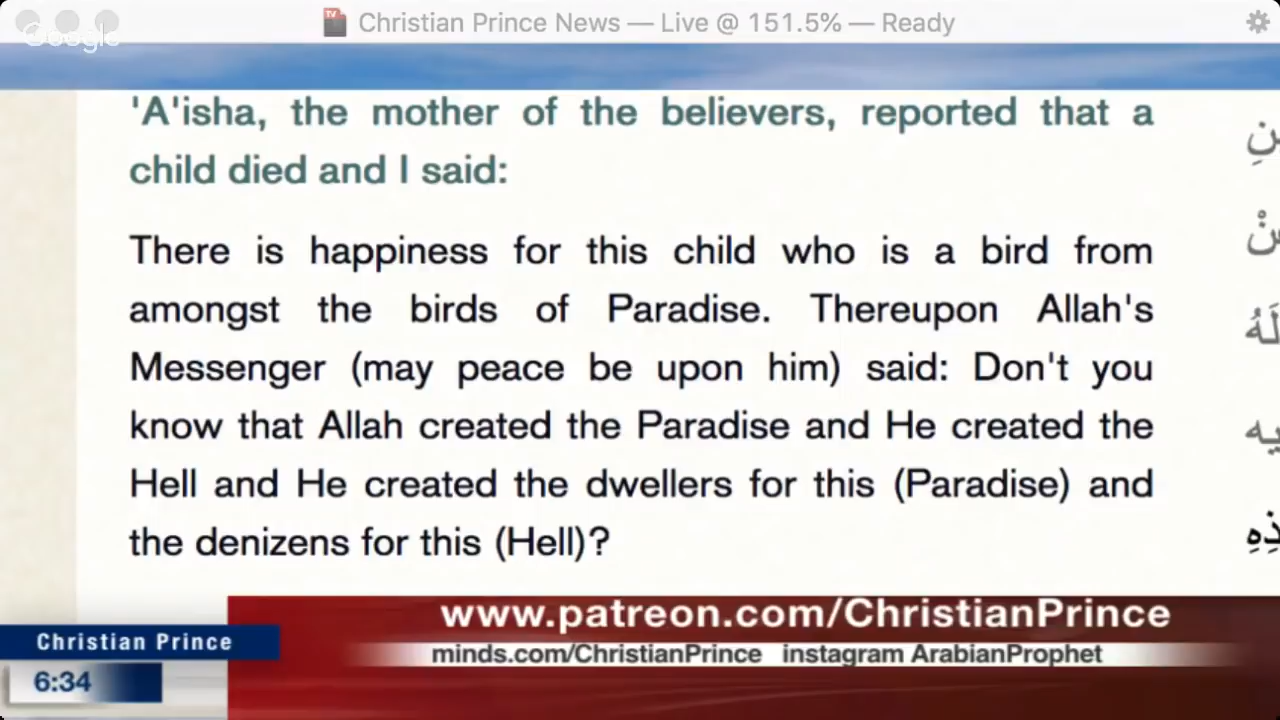 Christian Prince News — Live @ 151.5% — Ready
Google
'A'isha, the mother of the believers, reported that a
child died and I said:
There is happiness for this child who is a bird from
amongst the birds of Paradise. Thereupon Allah's
Messenger (may peace be upon him) said: Don't you
know that Allah created the Paradise and He created the
Hell and He created the dwellers for this (Paradise) and
the denizens for this (Hell)?
www.patreon.com/ChristianPrince
Christian Prince
minds.com/ChristianPrince instagram ArabianProphet
6:34